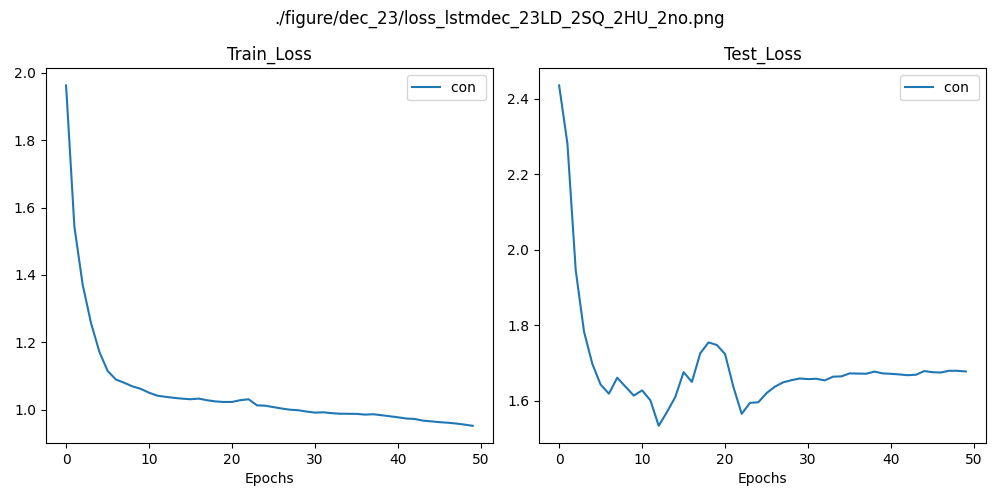 ./figure/dec_23/loss_lstmdec_23LD_2SQ_2HU_2no.png
Train_Loss
2.0
1.8
1.6
1.4
1.2
1.0
con
0 10 20 30 40 50
Epochs
Test_Loss
2.4
2.2
2.0
1.8
1.6
con
0 10 20 30 40 50
Epochs